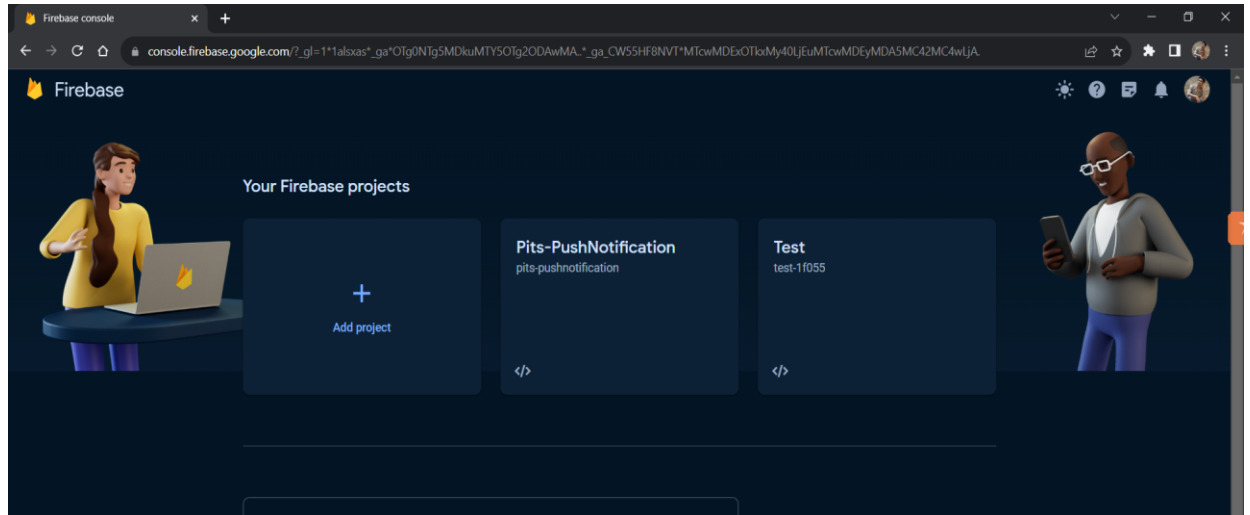 Firebase console
console.firebase.google.com/?_gl=1*1alsxas*_ga*OTg0NTg5MDkuMTY5OTg2ODAwMA..*_ga_CW55HF8NVT*MTcwMDExOTkxMy40LjEuMTcwMDEyMDA5MC42MC4wLjA.
Firebase
Your Firebase projects
Add project
Pits-PushNotification
pits-pushnotification
</>
Test
test-1f055
</>